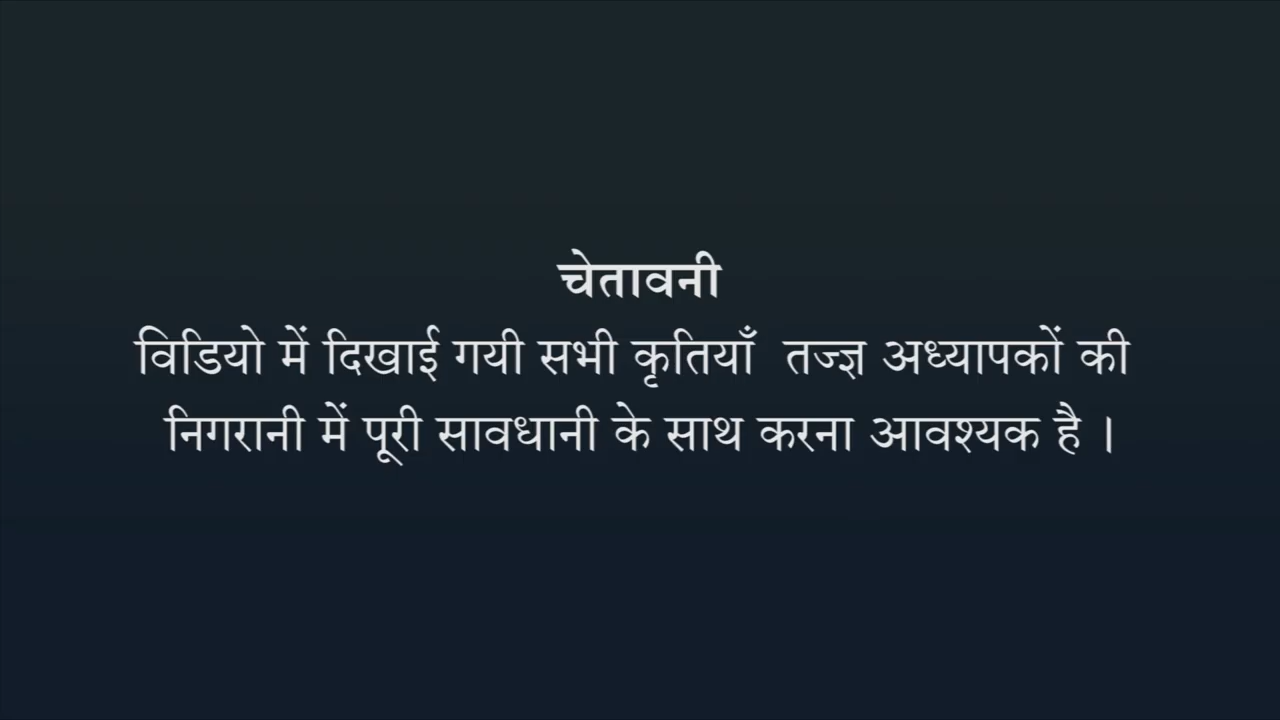 चेतावनी
विडियो में दिखाई गयी सभी कृतियाँ तज्ज्ञ अध्यापकों की
निगरानी में पूरी सावधानी के साथ करना आवश्यक है ।